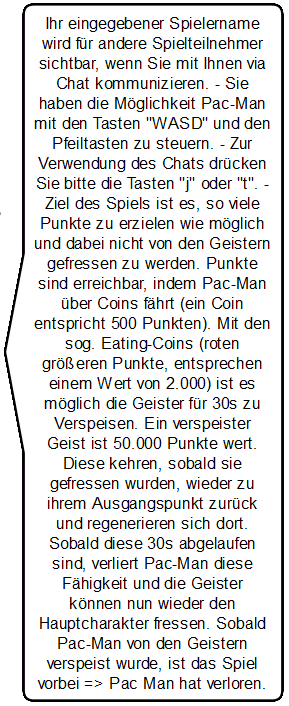 Ihr eingegebener Spielername
wird für andere Spielteilnehmer
sichtbar, wenn Sie mit Ihnen via
Chat kommunizieren. - Sie
haben die Möglichkeit Pac-Man
mit den Tasten "WASD" und den
Pfeiltasten zu steuern. - Zur
Verwendung des Chats drücken
Sie bitte die Tasten "j" oder "t". -
Ziel des Spiels ist es, so viele
Punkte zu erzielen wie möglich
und dabei nicht von den Geistern
gefressen zu werden. Punkte
sind erreichbar, indem Pac-Man
über Coins fährt (ein Coin
entspricht 500 Punkten). Mit den
sog. Eating-Coins (roten
größeren Punkte, entsprechen
einem Wert von 2.000) ist es
möglich die Geister für 30s zu
Verspeisen. Ein verspeister
Geist ist 50.000 Punkte wert.
Diese kehren, sobald sie
gefressen wurden, wieder zu
ihrem Ausgangspunkt zurück
und regenerieren sich dort.
Sobald diese 30s abgelaufen
sind, verliert Pac-Man diese
Fähigkeit und die Geister
können nun wieder den
Hauptcharakter fressen. Sobald
Pac-Man von den Geistern
verspeist wurde, ist das Spiel
vorbei => Pac Man hat verloren.